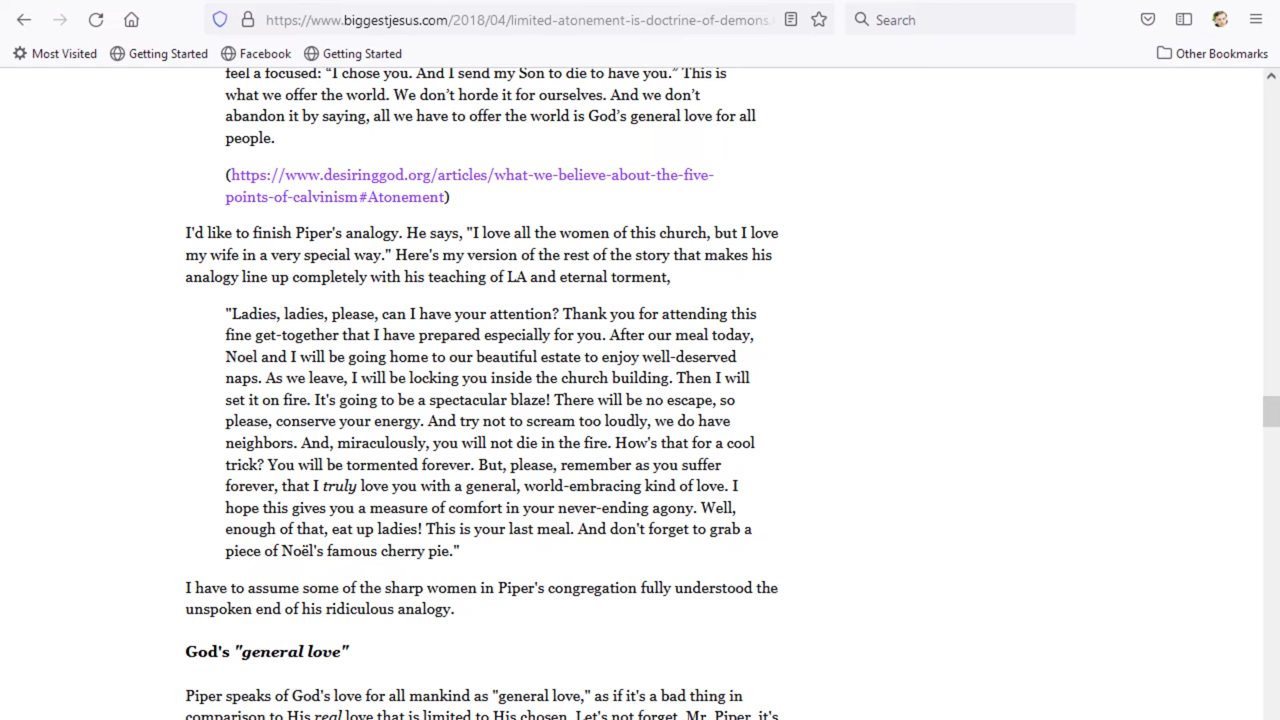 https://www.biggestjesus.com/2018/04/limited-atonement-is-doctrine-of-demons.
Search
Most Visited
Getting Started
Facebook
Getting Started
Other Bookmarks
feel a focused: “I chose you. And I send my Son to die to have you.” This is
what we offer the world. We don’t horde it for ourselves. And we don’t
abandon it by saying, all we have to offer the world is God’s general love for all
people.
(https://www.desiringgod.org/articles/what-we-believe-about-the-five-
points-of-calvinism#Atonement)
I'd like to finish Piper's analogy. He says, "I love all the women of this church, but I love
my wife in a very special way." Here's my version of the rest of the story that makes his
analogy line up completely with his teaching of LA and eternal torment,
"Ladies, ladies, please, can I have your attention? Thank you for attending this
fine get-together that I have prepared especially for you. After our meal today,
Noel and I will be going home to our beautiful estate to enjoy well-deserved
naps. As we leave, I will be locking you inside the church building. Then I will
set it on fire. It's going to be a spectacular blaze! There will be no escape, so
please, conserve your energy. And try not to scream too loudly, we do have
neighbors. And, miraculously, you will not die in the fire. How's that for a cool
trick? You will be tormented forever. But, please, remember as you suffer
forever, that I truly love you with a general, world-embracing kind of love. I
hope this gives you a measure of comfort in your never-ending agony. Well,
enough of that, eat up ladies! This is your last meal. And don't forget to grab a
piece of Noël's famous cherry pie."
I have to assume some of the sharp women in Piper's congregation fully understood the
unspoken end of his ridiculous analogy.
God's "general love"
Piper speaks of God's love for all mankind as "general love," as if it's a bad thing in
comparison to His real love that is limited to His chosen. Let's not forget, Mr. Piper, it's